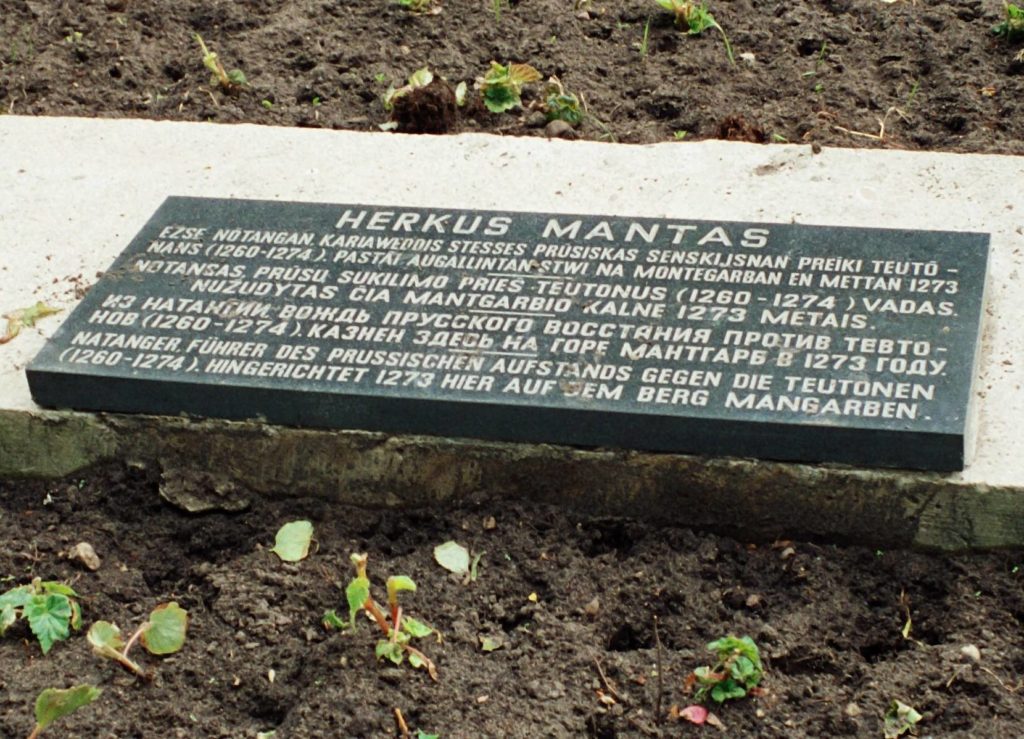 HERKUS MANTAS
EZSE NŌTANGAN, KARIAWEDDIS STESSES PRŪSISKAS SENSKIJSNAN PREĪKI TEUTŌ-
NANS (1260-1274). PASTĀI AUGALLINTAN STWI NA MONTEGARBAN EN METTAN 1273
NOTANSAS, PRŪSŲ SUKILIMO PRIEŠ TEUTONUS (1260-1274) VADAS.
NUŽUDYTAS ČIA MANTGARBIO KALNE 1273 METAIS.
ИЗ НАТАНГИИ, ВОЖДЬ ПРУССКОГО ВОССТАНИЯ ПРОТИВ ТЕВТО-
НОВ (1260-1274). КАЗНЕН ЗДЕСЬ НА ГОРЕ МАНТГАРБ В 1273 ГОДУ.
NATANGER, FÜHRER DES PRUSSISCHEN AUFSTANDS GEGEN DIE TEUTONEN
(1260-1274). HINGERICHTET 1273 HIER AUF DEM BERG MANGARBEN.